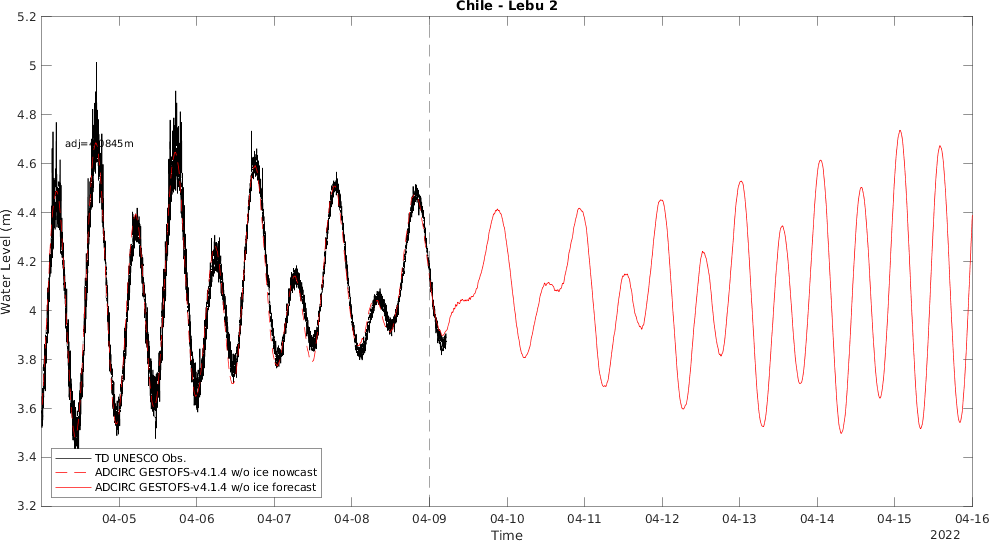 Chile - Lebu 2
5.2
5
4.8
4.6
4.4
4.2
4
3.8
3.6
3.4
3.2
Water Level (m)
TD UNESCO Obs.
ADCIRC GESTOFS-v4.1.4 w/o ice nowcast
ADCIRC GESTOFS-v4.1.4 w/o ice forecast
04-05 04-06 04-07 04-08 04-09 04-10 04-11 04-12 04-13 04-14 04-15 04-16
Time
2022